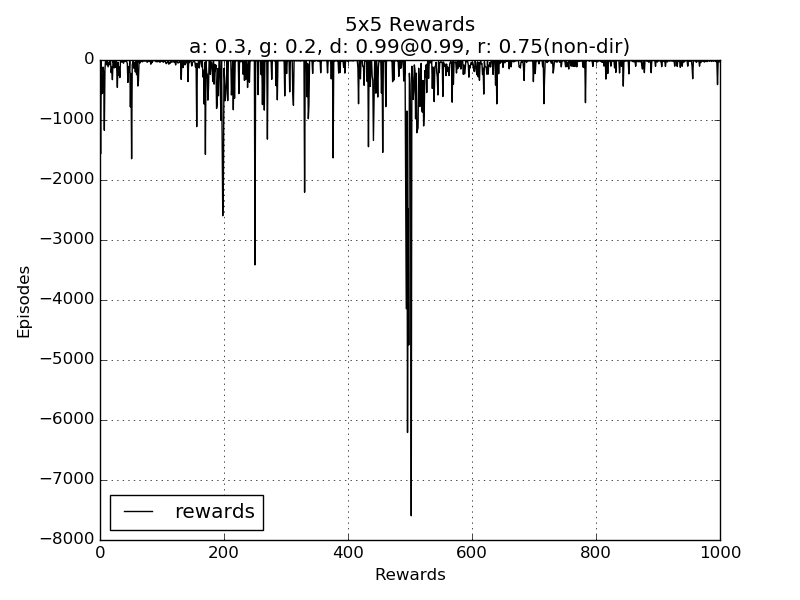 5x5 Rewards
a: 0.3, g: 0.2, d: 0.99@0.99, r: 0.75(non-dir)
0
−1000
−2000
−3000
−4000
−5000
−6000
−7000
−8000
Episodes
rewards
0 200 400 600 800 1000
Rewards